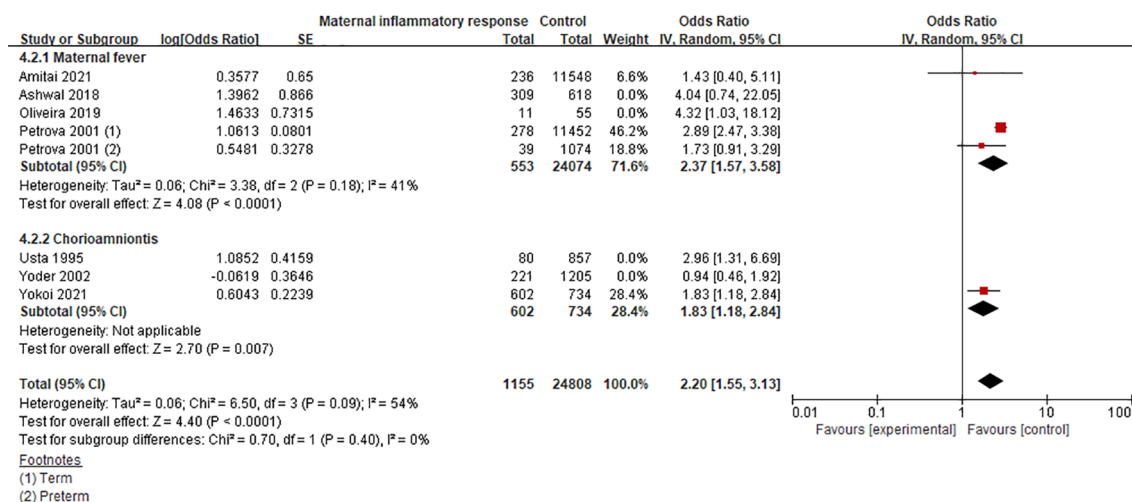 Maternal inflammatory response Control Odds Ratio Odds Ratio
Study or Subgroup log[Odds Ratio] SE Total Total Weight IV, Random, 95% CI IV, Random, 95% CI
4.2.1 Maternal fever
Amitai 2021 0.3577 0.65 236 11548 6.6% 1.43 [0.40, 5.11]
Ashwal 2018 1.3962 0.866 309 618 0.0% 4.04 [0.74, 22.05]
Oliveira 2019 1.4633 0.7315 11 55 0.0% 4.32 [1.03, 18.12]
Petrova 2001 (1) 1.0613 0.0801 278 11452 46.2% 2.89 [2.47, 3.38]
Petrova 2001 (2) 0.5481 0.3278 39 1074 18.8% 1.73 [0.91, 3.29]
Subtotal (95% CI) 553 24074 71.6% 2.37 [1.57, 3.58]
Heterogeneity: Tau² = 0.06; Chi² = 3.38, df = 2 (P = 0.18); I² = 41%
Test for overall effect: Z = 4.08 (P < 0.0001)
4.2.2 Chorioamniontis
Usta 1995 1.0852 0.4159 80 857 0.0% 2.96 [1.31, 6.69]
Yoder 2002 -0.0619 0.3646 221 1205 0.0% 0.94 [0.46, 1.92]
Yokoi 2021 0.6043 0.2239 602 734 28.4% 1.83 [1.18, 2.84]
Subtotal (95% CI) 602 734 28.4% 1.83 [1.18, 2.84]
Heterogeneity: Not applicable
Test for overall effect: Z = 2.70 (P = 0.007)
Total (95% CI) 1155 24808 100.0% 2.20 [1.55, 3.13]
Heterogeneity: Tau² = 0.06; Chi² = 6.50, df = 3 (P = 0.09); I² = 54%
Test for overall effect: Z = 4.40 (P < 0.0001)
Test for subgroup differences: Chi² = 0.70, df = 1 (P = 0.40), I² = 0%
0.01 0.1 1 10 100
Favours [experimental] Favours [control]
Footnotes
(1) Term
(2) Preterm